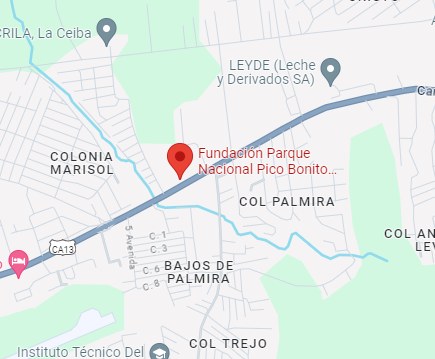 CRILA, La Ceiba
LEYDE (Leche
y Derivados SA)
Car
COLONIA
MARISOL
Fundación Parque
Nacional Pico Bonito...
COL PALMIRA
COL AN
LEY
CA13
5 Avenida
C. 1
C. 3
C. 6
C. 8
BAJOS DE
PALMIRA
COL TREJO
Instituto Técnico Del